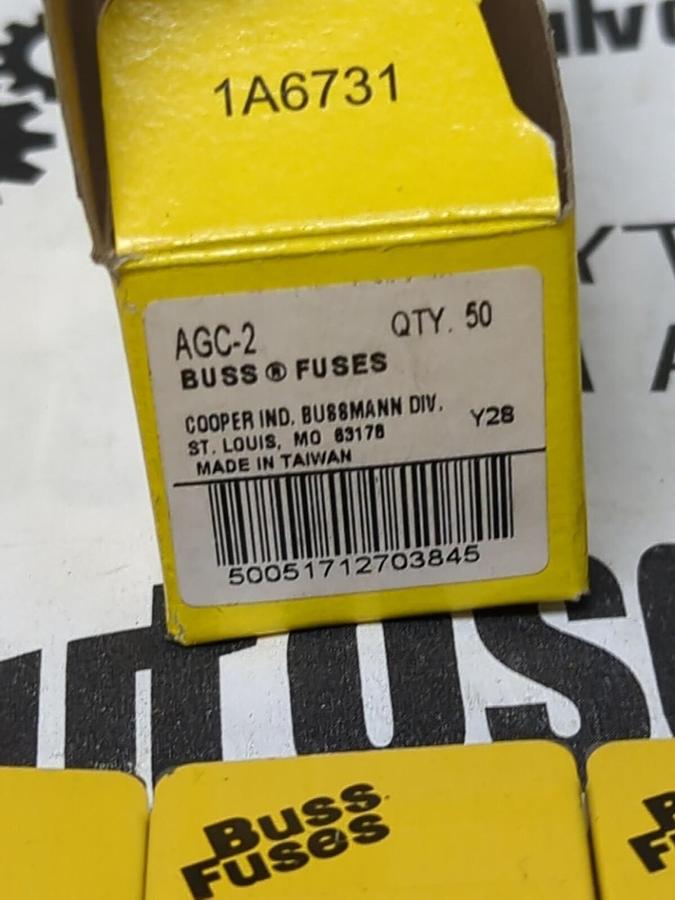 1A6731
AGC-2 QTY. 50
BUSS ® FUSES
COOPER IND. BUSSMANN DIV. Y28
ST. LOUIS, MO 63178
MADE IN TAIWAN
50051712703845
Buss
Fuses